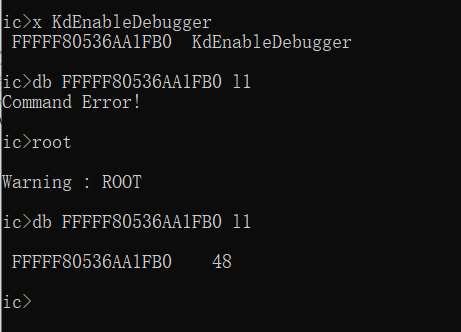 ic>x KdEnableDebugger
FFFFF80536AA1FB0 KdEnableDebugger
ic>db FFFFF80536AA1FB0 l1
Command Error!
ic>root
Warning : ROOT
ic>db FFFFF80536AA1FB0 l1
FFFFF80536AA1FB0 48
ic>